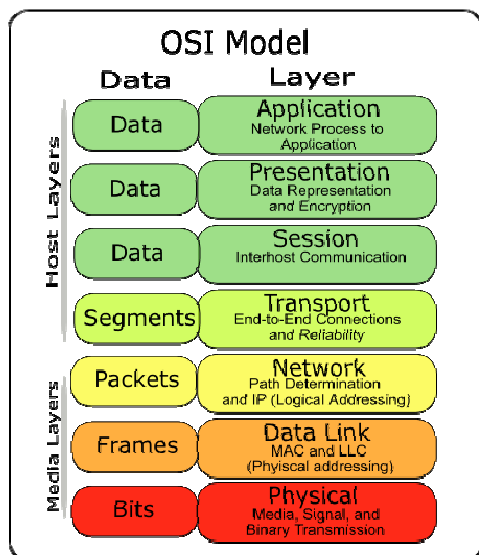 OSI Model
Data
Layer
Host Layers
Data
Application
Network Process to
Application
Data
Presentation
Data Representation
and Encryption
Data
Session
Interhost Communication
Segments
Transport
End-to-End Connections
and Reliability
Media Layers
Packets
Network
Path Determination
and IP (Logical Addressing)
Frames
Data Link
MAC and LLC
(Phyiscal addressing)
Bits
Physical
Media, Signal, and
Binary Transmission